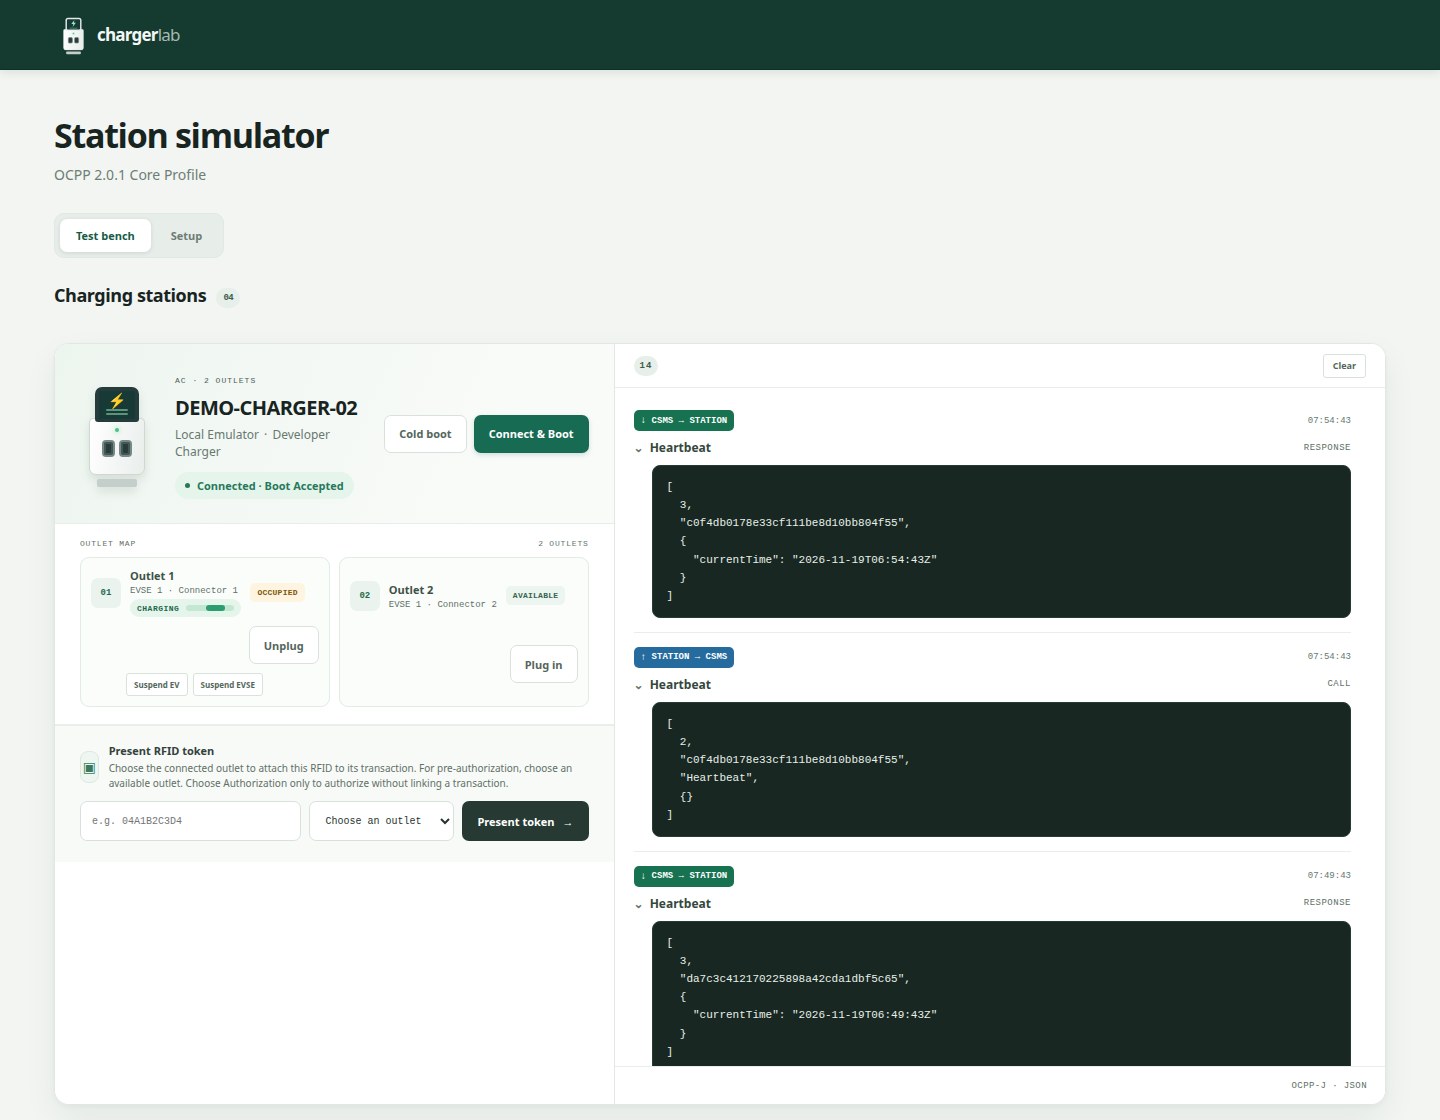 chargerlab
Station simulator
OCPP 2.0.1 Core Profile
Test bench
Setup
Charging stations 04
AC · 2 OUTLETS
DEMO-CHARGER-02
Local Emulator · Developer
Charger
Connected · Boot Accepted
Cold boot
Connect & Boot
OUTLET MAP
2 OUTLETS
01
Outlet 1
EVSE 1 · Connector 1
CHARGING
OCCUPIED
Unplug
Suspend EV
Suspend EVSE
02
Outlet 2
EVSE 1 · Connector 2
AVAILABLE
Plug in
Present RFID token
Choose the connected outlet to attach this RFID to its transaction. For pre-authorization, choose an
available outlet. Choose Authorization only to authorize without linking a transaction.
e.g. 04A1B2C3D4
Choose an outlet
Present token →
14
Clear
↓ CSMS → STATION
07:54:43
Heartbeat
RESPONSE
[
3,
"c0f4db0178e33cf111be8d10bb804f55",
{
"currentTime": "2026-11-19T06:54:43Z"
}
]
↑ STATION → CSMS
07:54:43
Heartbeat
CALL
[
2,
"c0f4db0178e33cf111be8d10bb804f55",
"Heartbeat",
{}
]
↓ CSMS → STATION
07:49:43
Heartbeat
RESPONSE
[
3,
"da7c3c412170225898a42cda1dbf5c65",
{
"currentTime": "2026-11-19T06:49:43Z"
}
]
OCPP-J · JSON